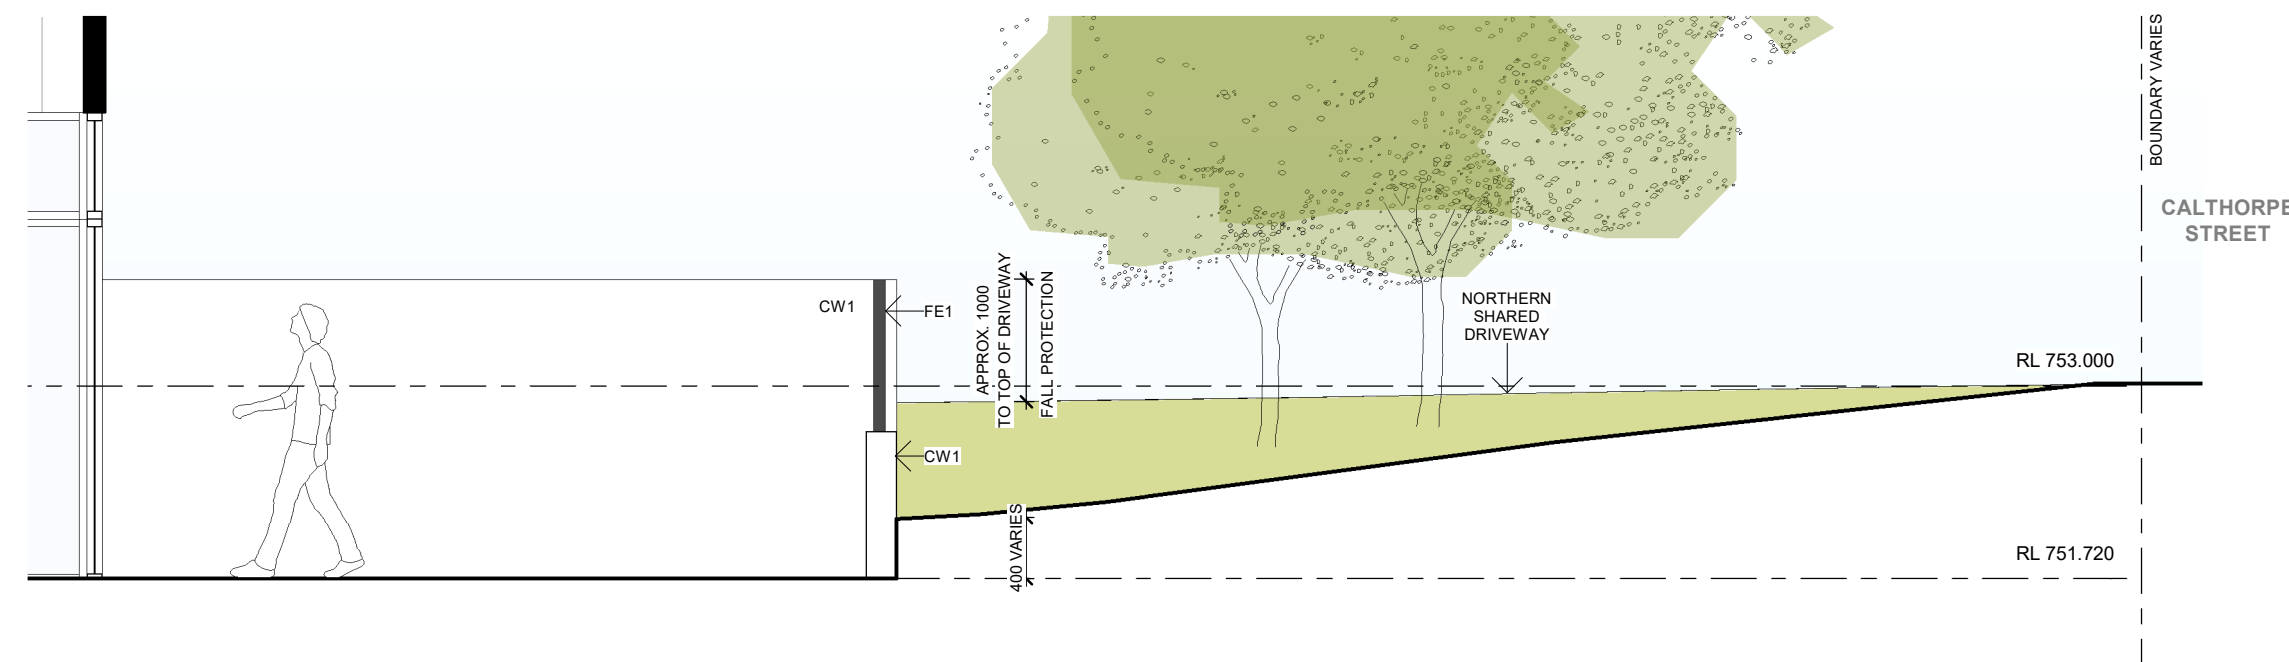 BOUNDARY VARIES
CALTHORPE
STREET
CW1
FE1
APPROX. 1000
TO TOP OF DRIVEWAY
FALL PROTECTION
NORTHERN
SHARED
DRIVEWAY
RL 753.000
CW1
400 VARIES
RL 751.720